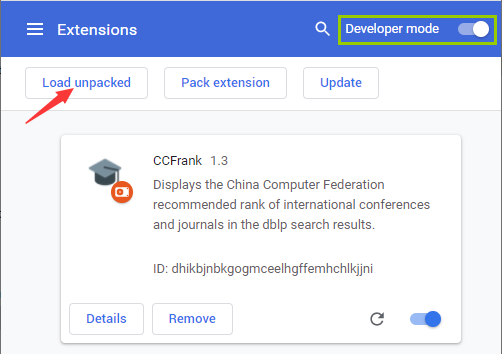 Extensions
Developer mode
Load unpacked
Pack extension
Update
CCFrank 1.3
Displays the China Computer Federation
recommended rank of international conferences
and journals in the dblp search results.
ID: dhikbjnbkgogmceelhgffemhchlkjjni
Details
Remove